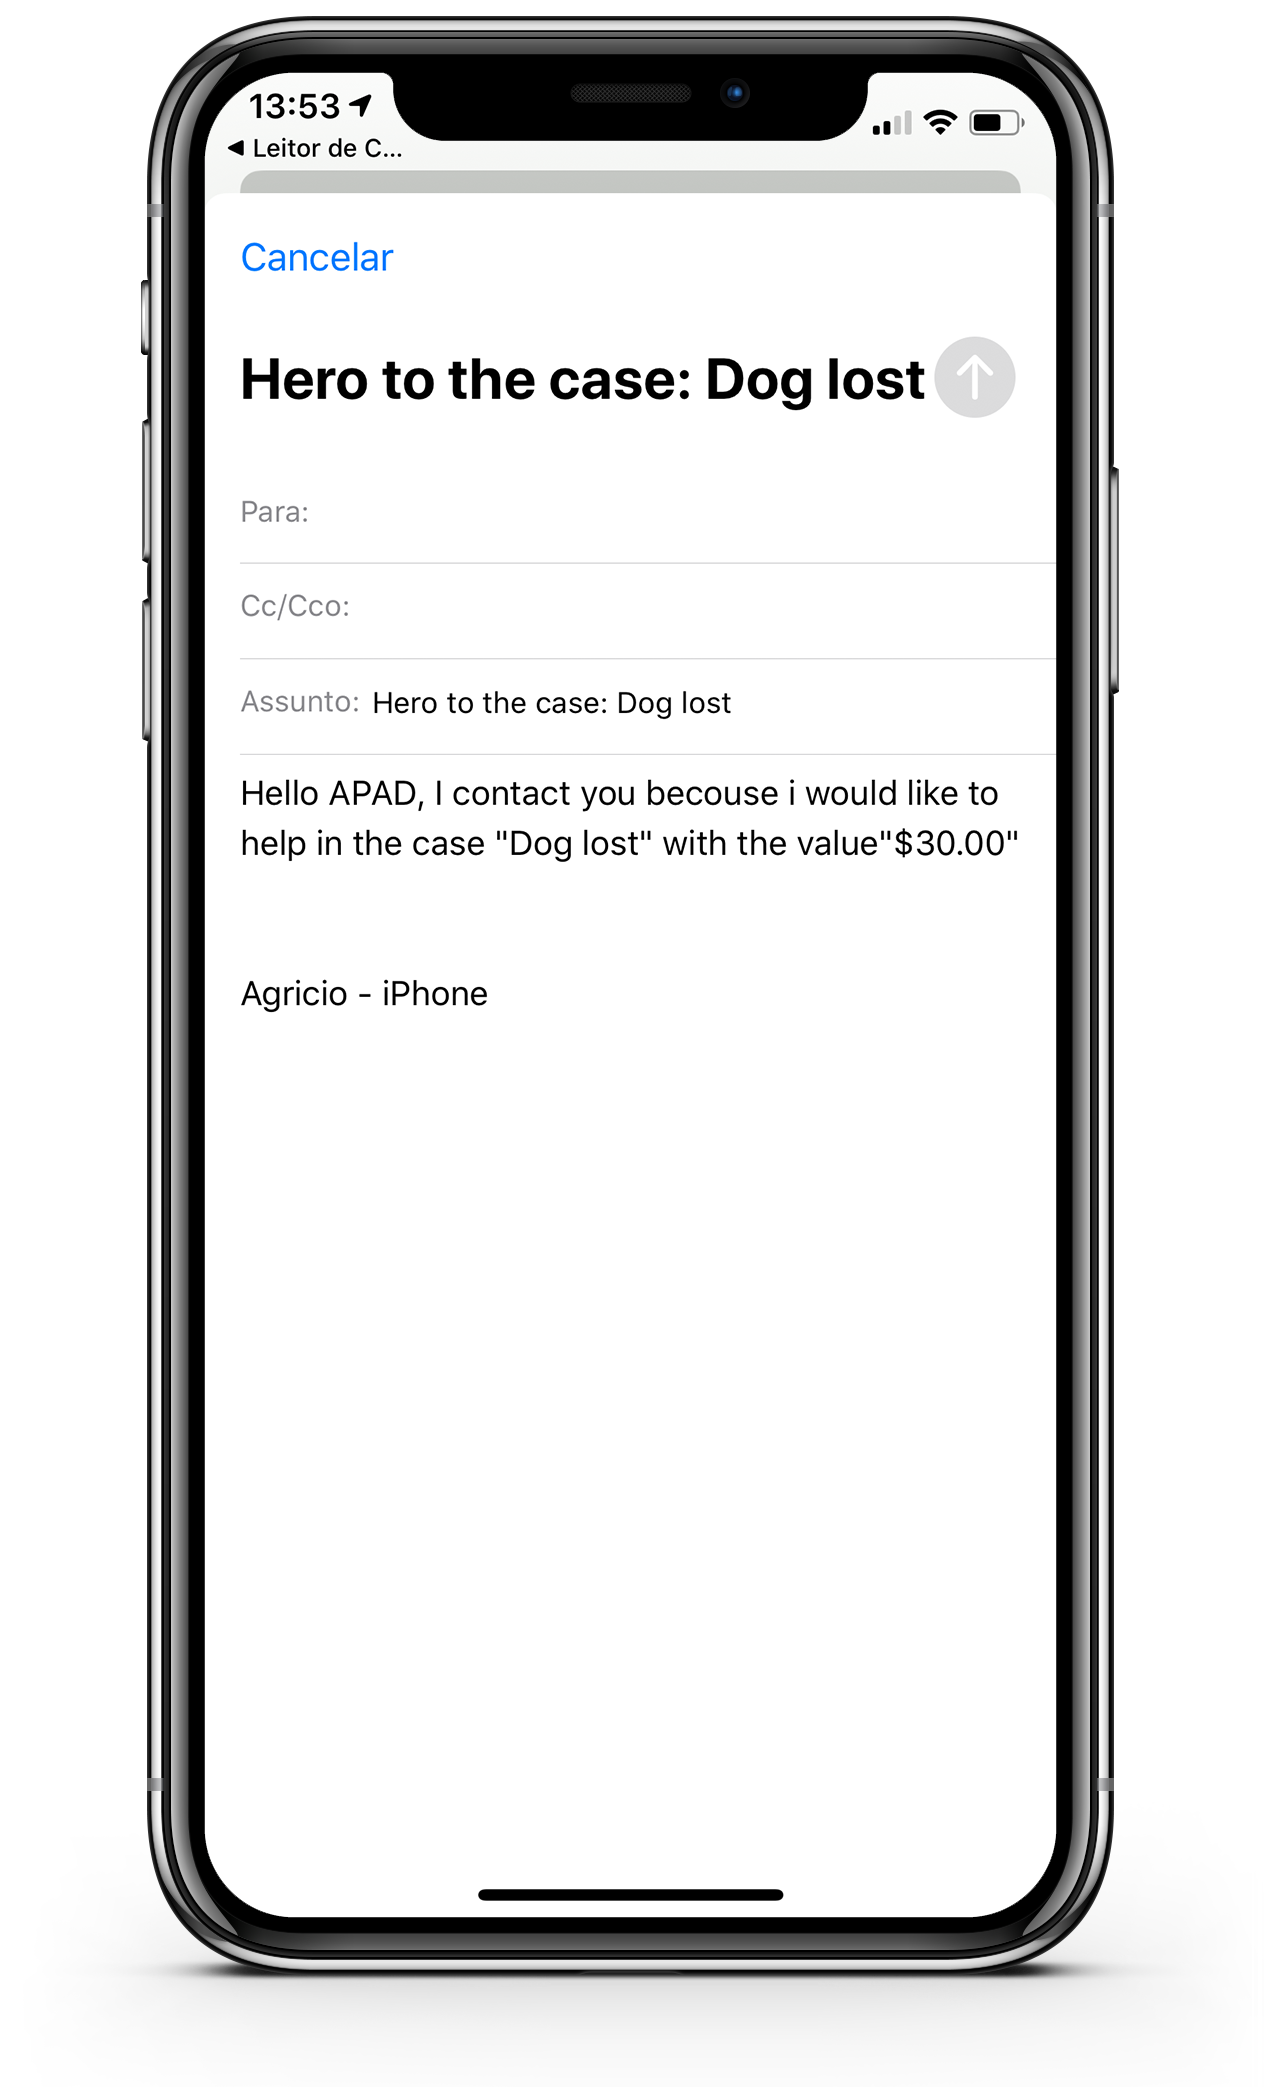 13:53
◀ Leitor de C...
Cancelar
Hero to the case: Dog lost
Para:
Cc/Cco:
Assunto: Hero to the case: Dog lost
Hello APAD, I contact you becouse i would like to
help in the case "Dog lost" with the value"$30.00"
Agricio - iPhone